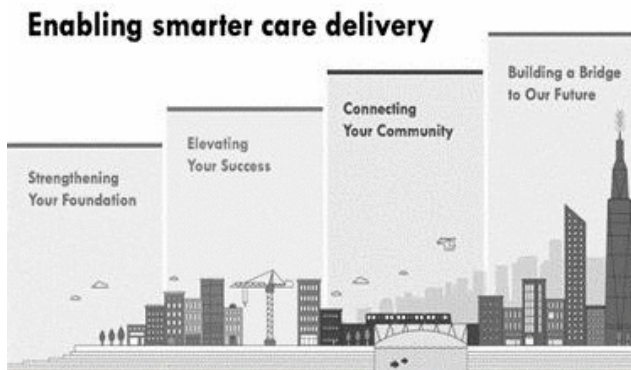 Enabling smarter care delivery
Strengthening
Your Foundation
Elevating
Your Success
Connecting
Your Community
Building a Bridge
to Our Future